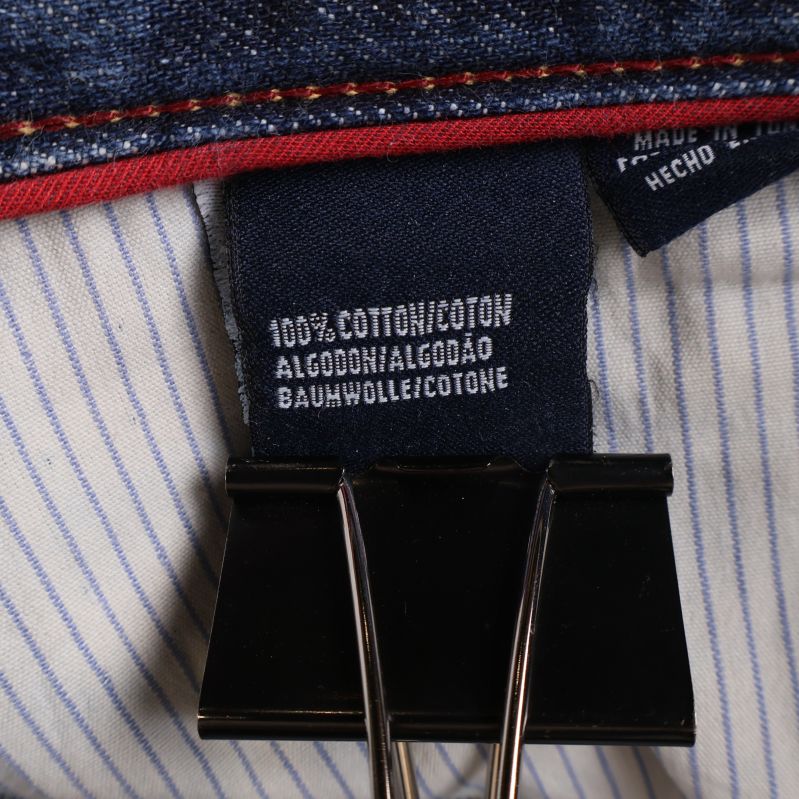 100% COTTON/COTON
ALGODON/ALGODÃO
BAUMWOLLE/COTONE
MADE IN
HECHO